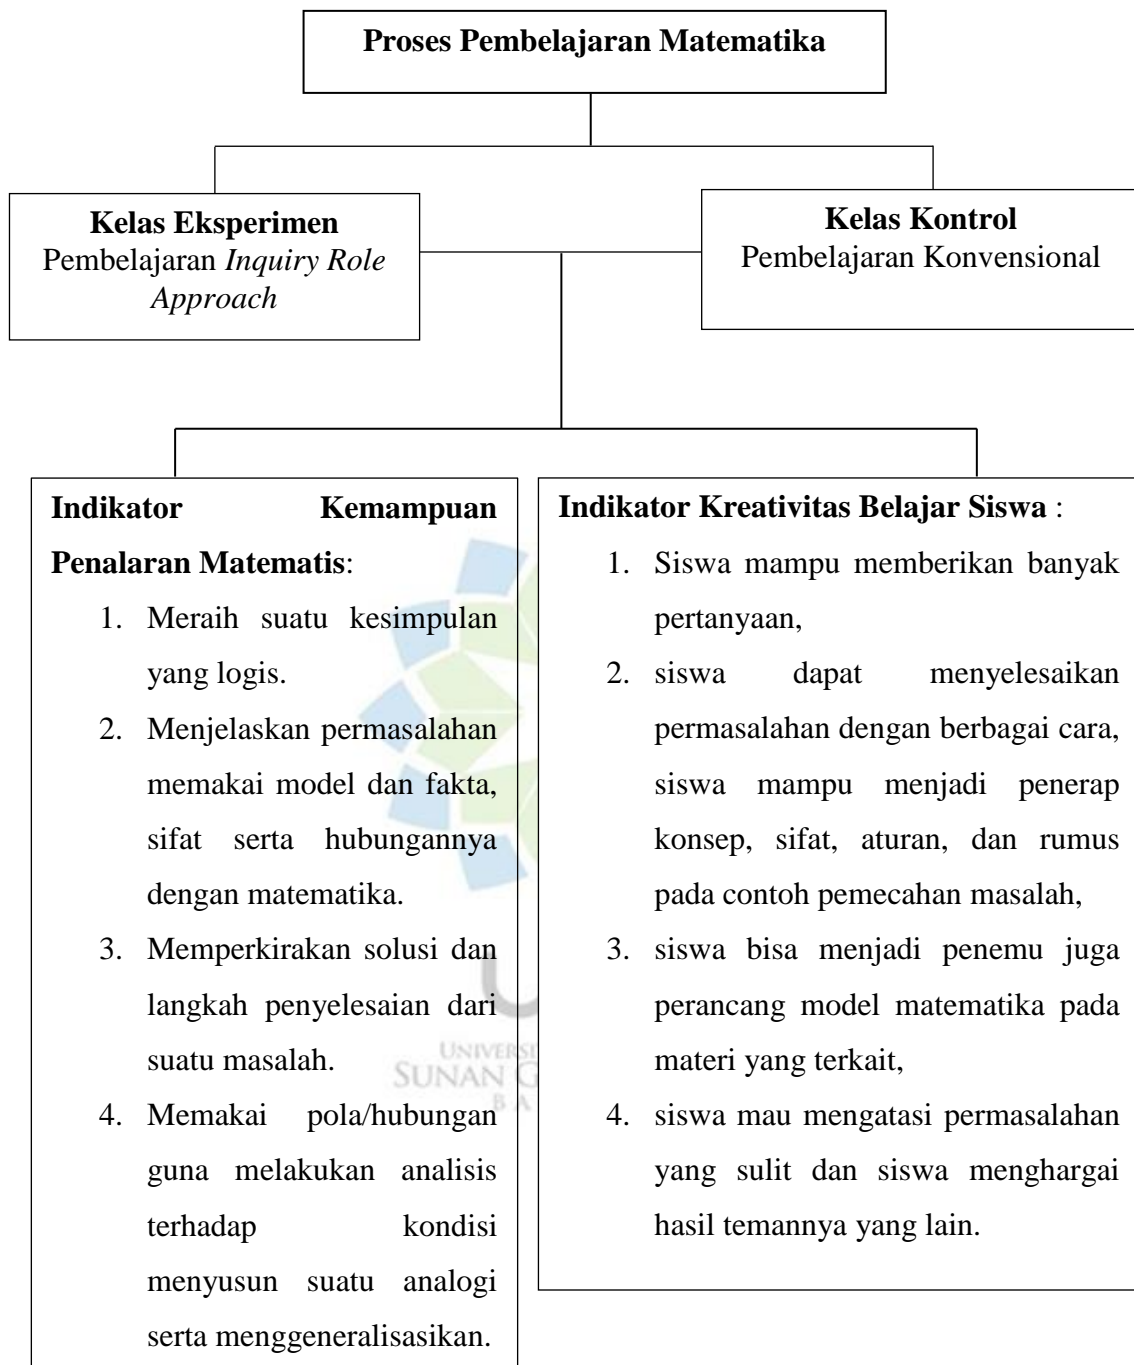 Proses Pembelajaran Matematika
Kelas Eksperimen
Pembelajaran Inquiry Role
Approach
Kelas Kontrol
Pembelajaran Konvensional
Indikator Kemampuan
Penalaran Matematis:
1. Meraih suatu kesimpulan
yang logis.
2. Menjelaskan permasalahan
memakai model dan fakta,
sifat serta hubungannya
dengan matematika.
3. Memperkirakan solusi dan
langkah penyelesaian dari
suatu masalah.
4. Memakai pola/hubungan
guna melakukan analisis
terhadap kondisi
menyusun suatu analogi
serta menggeneralisasikan.
Indikator Kreativitas Belajar Siswa :
1. Siswa mampu memberikan banyak
pertanyaan,
2. siswa dapat menyelesaikan
permasalahan dengan berbagai cara,
siswa mampu menjadi penerap
konsep, sifat, aturan, dan rumus
pada contoh pemecahan masalah,
3. siswa bisa menjadi penemu juga
perancang model matematika pada
materi yang terkait,
4. siswa mau mengatasi permasalahan
yang sulit dan siswa menghargai
hasil temannya yang lain.
SUNAN